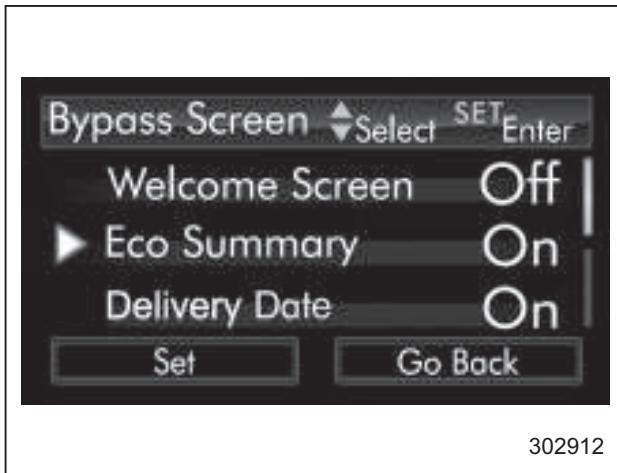 Bypass Screen Select SET Enter
Welcome Screen Off
Eco Summary On
Delivery Date On
Set Go Back
302912